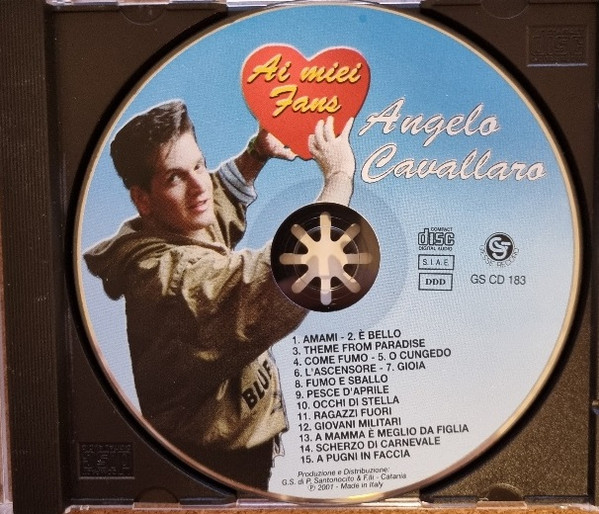 Ai miei
Fans
Angelo
Cavallaro
COMPACT
disc
DIGITAL AUDIO
S.I.A.E.
DDD
GS
GS CD 183
1. AMAMI - 2. È BELLO
3. THEME FROM PARADISE
4. COME FUMO - 5. O CUNGEDO
6. L'ASCENSORE - 7. GIOIA
8. FUMO E SBALLO
9. PESCE D'APRILE
10. OCCHI DI STELLA
11. RAGAZZI FUORI
12. GIOVANI MILITARI
13. A MAMMA È MEGLIO DA FIGLIA
14. SCHERZO DI CARNEVALE
15. A PUGNI IN FACCIA
BLUE
Produzione e Distribuzione:
G.S. di P. Santonocito & F.lli - Catania
℗ 2001 - Made in Italy